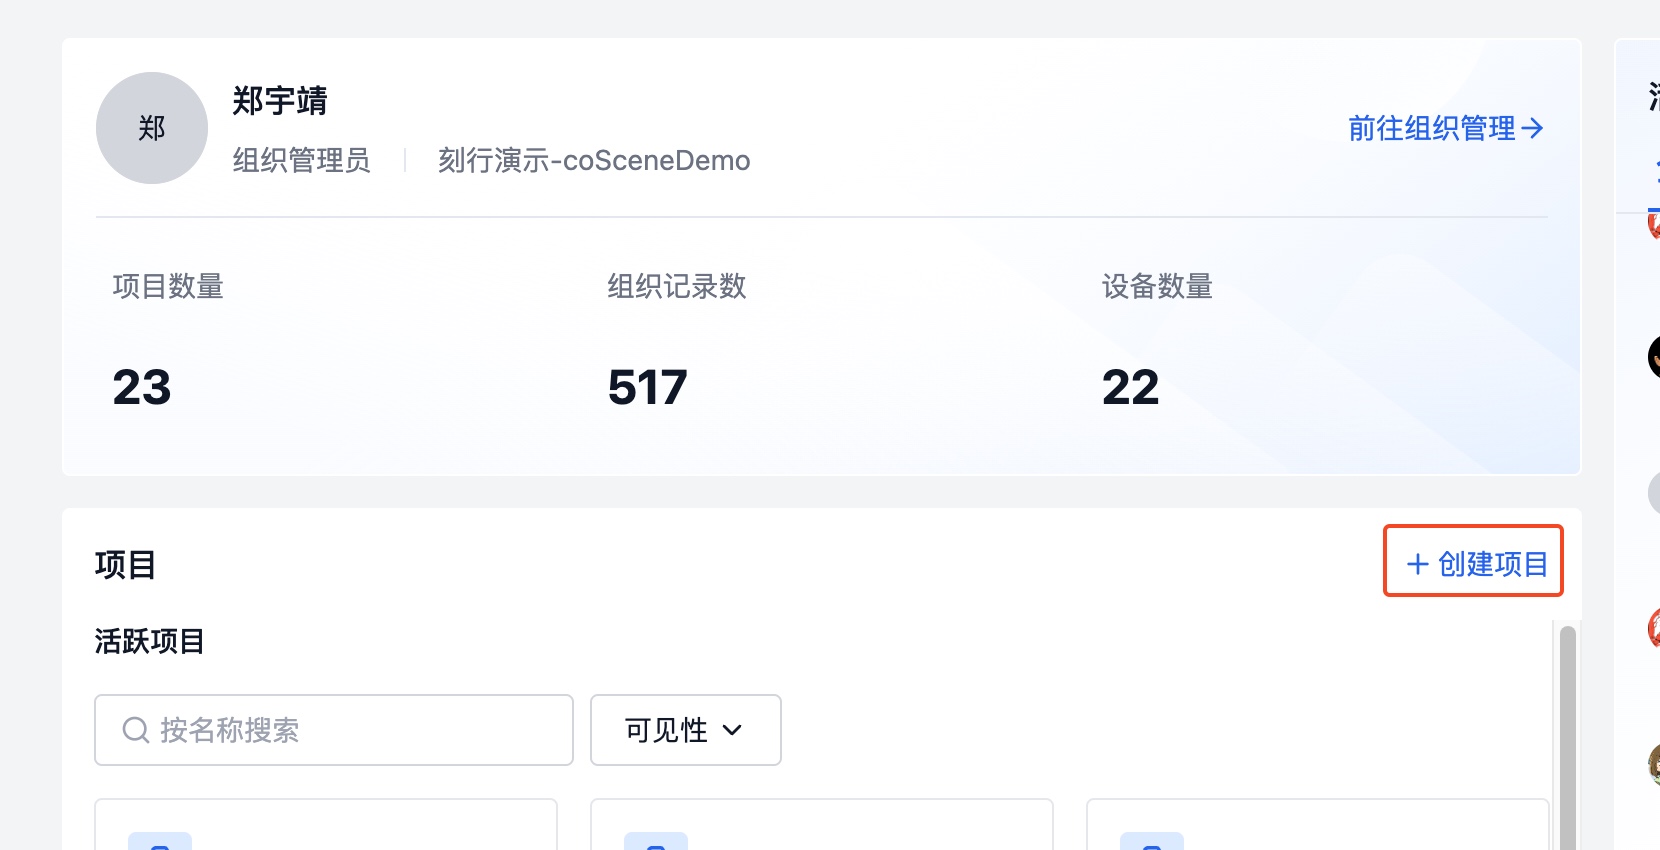 郑
郑宇靖
组织管理员
刻行演示-coSceneDemo
前往组织管理
项目数量
组织记录数
设备数量
23
517
22
项目
创建项目
活跃项目
按名称搜索
可见性